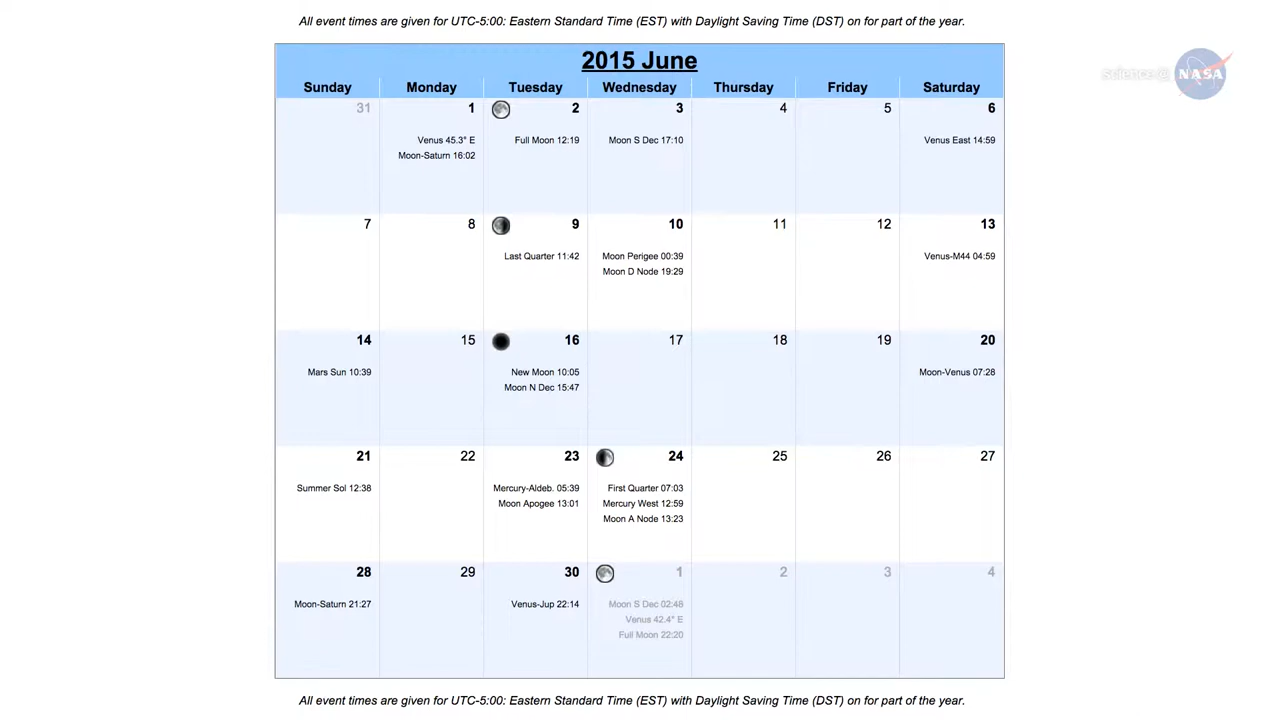 All event times are given for UTC-5:00: Eastern Standard Time (EST) with Daylight Saving Time (DST) on for part of the year.
2015 June
science@ NASA
Sunday Monday Tuesday Wednesday Thursday Friday Saturday
31 1 2 3 4 5 6
Venus 45.3° E Full Moon 12:19 Moon S Dec 17:10 Venus East 14:59
Moon-Saturn 16:02
7 8 9 10 11 12 13
Last Quarter 11:42 Moon Perigee 00:39 Venus-M44 04:59
Moon D Node 19:29
14 15 16 17 18 19 20
Mars Sun 10:39 New Moon 10:05 Moon-Venus 07:28
Moon N Dec 15:47
21 22 23 24 25 26 27
Summer Sol 12:38 Mercury-Aldeb. 05:39 First Quarter 07:03
Moon Apogee 13:01 Mercury West 12:59
Moon A Node 13:23
28 29 30 1 2 3 4
Moon-Saturn 21:27 Venus-Jup 22:14 Moon S Dec 02:48
Venus 42.4° E
Full Moon 22:20
All event times are given for UTC-5:00: Eastern Standard Time (EST) with Daylight Saving Time (DST) on for part of the year.